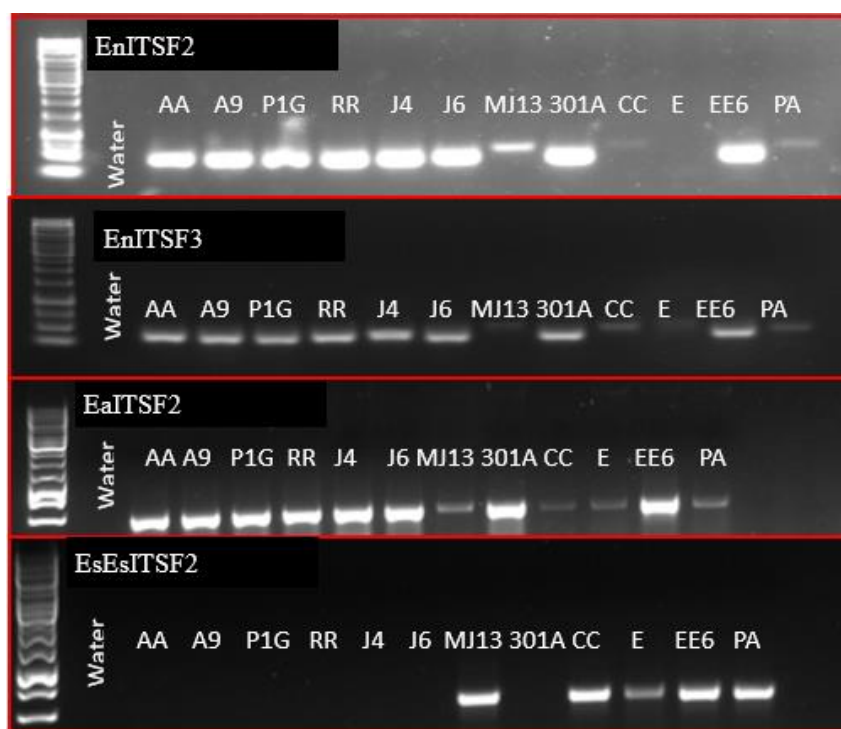 EnITSF2
Water AA A9 P1G RR J4 J6 MJ13 301A CC E EE6 PA
EnITSF3
Water AA A9 P1G RR J4 J6 MJ13 301A CC E EE6 PA
EaITSF2
Water AA A9 P1G RR J4 J6 MJ13 301A CC E EE6 PA
EsEsITSF2
Water AA A9 P1G RR J4 J6 MJ13 301A CC E EE6 PA